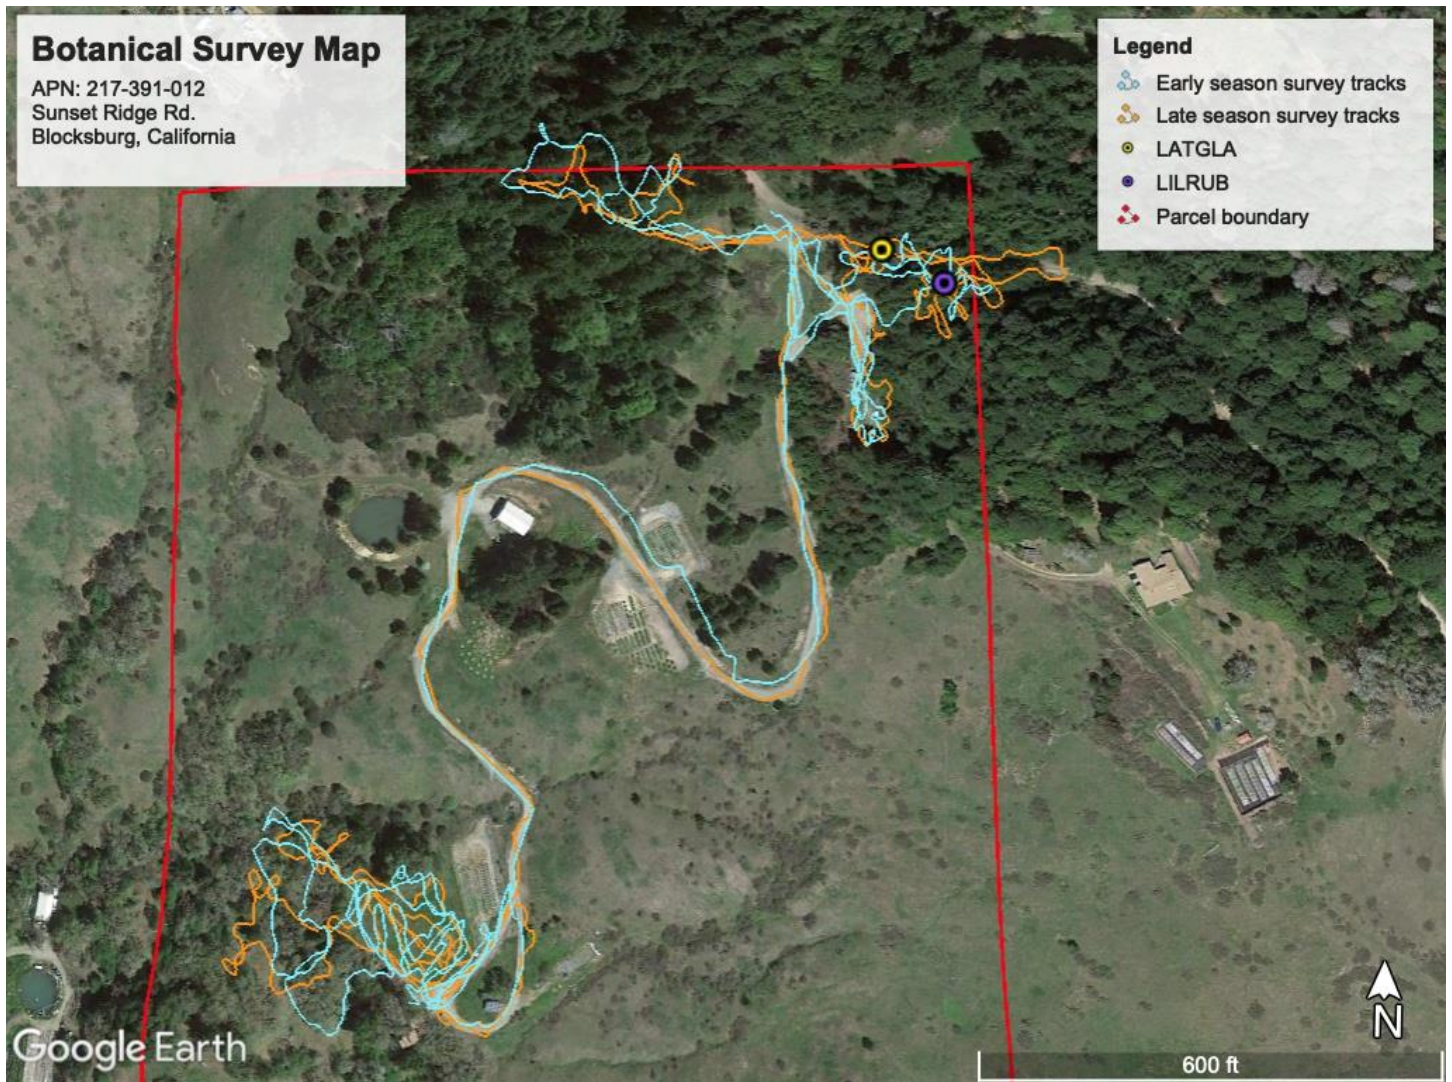 Botanical Survey Map
APN: 217-391-012
Sunset Ridge Rd.
Blocksburg, California
Legend
Early season survey tracks
Late season survey tracks
LATGLA
LILRUB
Parcel boundary
Google Earth
N
600 ft